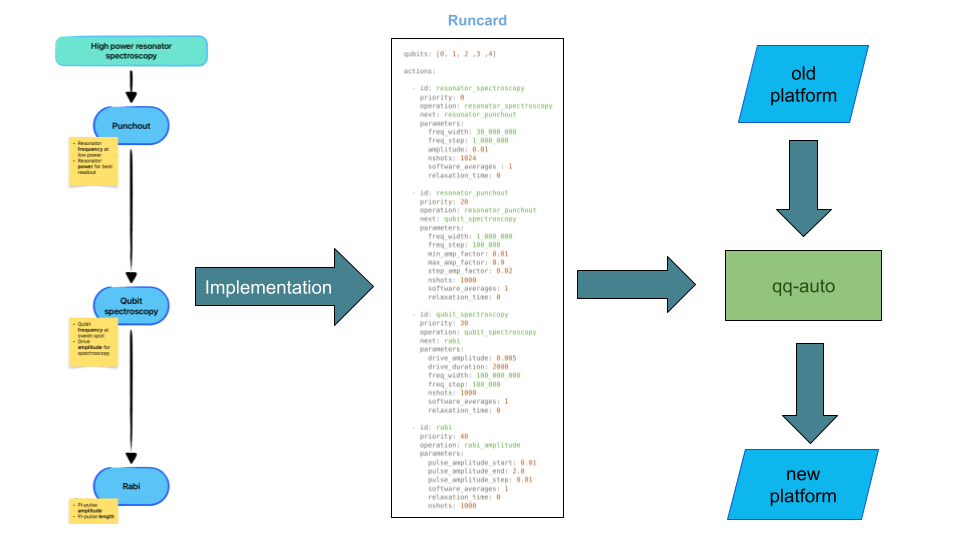 Runcard
High power resonator
spectroscopy
Punchout
- Resonator
frequency at
low power
- Resonator
power for best
readout
Qubit
spectroscopy
- Qubit
frequency at
sweet-spot
- Drive
amplitude for
spectroscopy
Rabi
- Pi-pulse
amplitude
- Pi-pulse length
Implementation
qubits: [0, 1, 2 ,3 ,4]
actions:
- id: resonator_spectroscopy
priority: 0
operation: resonator_spectroscopy
next: resonator_punchout
parameters:
freq_width: 30_000_000
freq_step: 1_000_000
amplitude: 0.01
nshots: 1024
software_averages : 1
relaxation_time: 0
- id: resonator_punchout
priority: 20
operation: resonator_punchout
next: qubit_spectroscopy
parameters:
freq_width: 1_000_000
freq_step: 100_000
min_amp_factor: 0.01
max_amp_factor: 0.9
step_amp_factor: 0.02
nshots: 1000
software_averages: 1
relaxation_time: 0
- id: qubit_spectroscopy
priority: 30
operation: qubit_spectroscopy
next: rabi
parameters:
drive_amplitude: 0.005
drive_duration: 2000
freq_width: 100_000_000
freq_step: 100_000
nshots: 1000
software_averages: 1
relaxation_time: 0
- id: rabi
priority: 40
operation: rabi_amplitude
parameters:
pulse_amplitude_start: 0.01
pulse_amplitude_end: 2.0
pulse_amplitude_step: 0.01
software_averages: 1
relaxation_time: 0
nshots: 1000
old
platform
qq-auto
new
platform